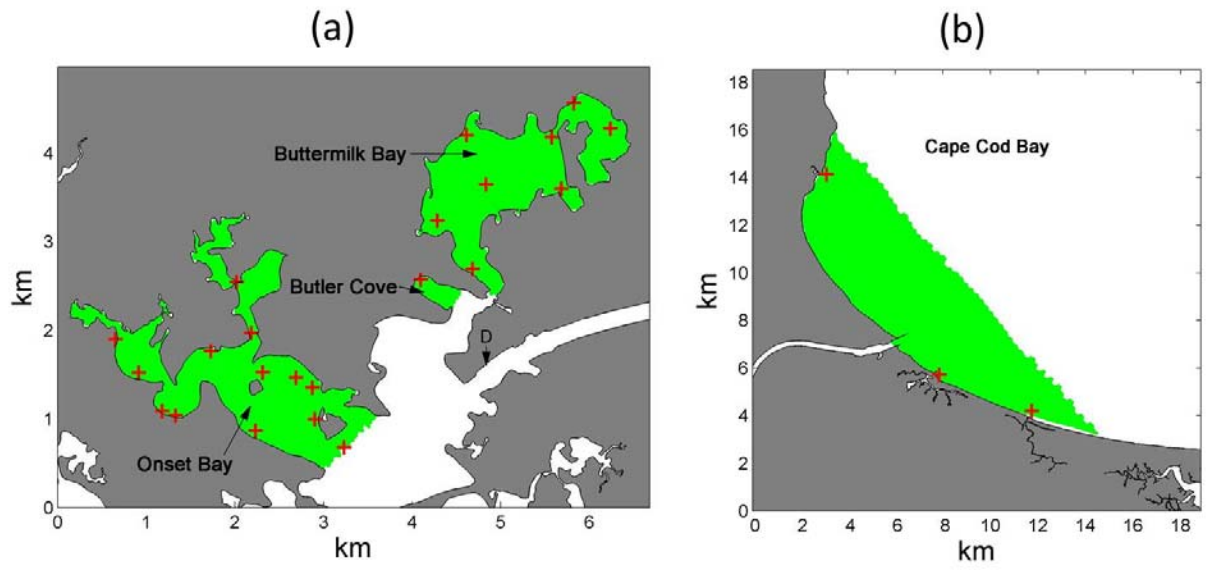 (a)
Buttermilk Bay
Butler Cove
D
Onset Bay
km
4
3
2
1
0
0 1 2 3 4 5 6
km
(b)
Cape Cod Bay
km
18
16
14
12
10
8
6
4
2
0
0 2 4 6 8 10 12 14 16 18
km